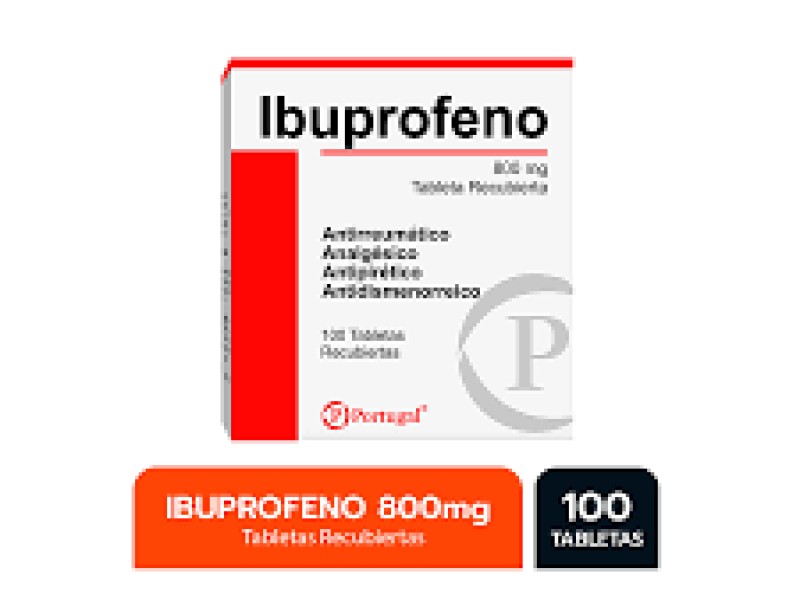 Ibuprofeno
800 mg
Tableta Recubierta
Antirreumático
Analgésico
Antipirético
Antidismenorreico
100 Tabletas
Recubiertas
P Portugal®
P
IBUPROFENO 800mg
Tabletas Recubiertas
100
TABLETAS